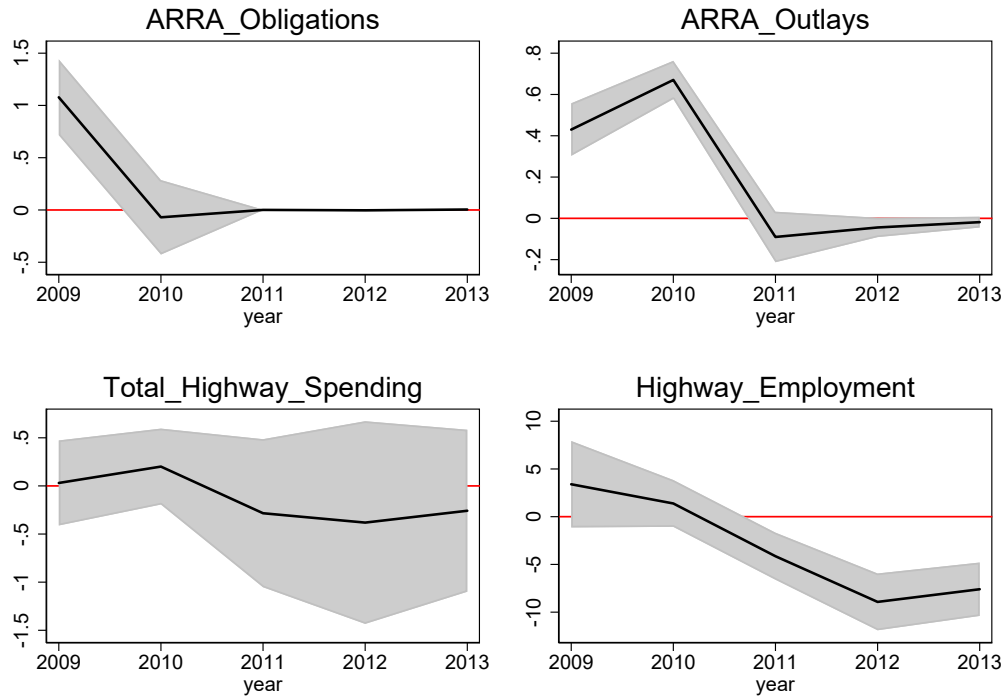 ARRA_Obligations
1.5
1
.5
0
-.5
2009 2010 2011 2012 2013
year
ARRA_Outlays
.8
.6
.4
.2
0
-.2
2009 2010 2011 2012 2013
year
Total_Highway_Spending
.5
0
-.5
-1
-1.5
2009 2010 2011 2012 2013
year
Highway_Employment
10
5
0
-5
-10
2009 2010 2011 2012 2013
year